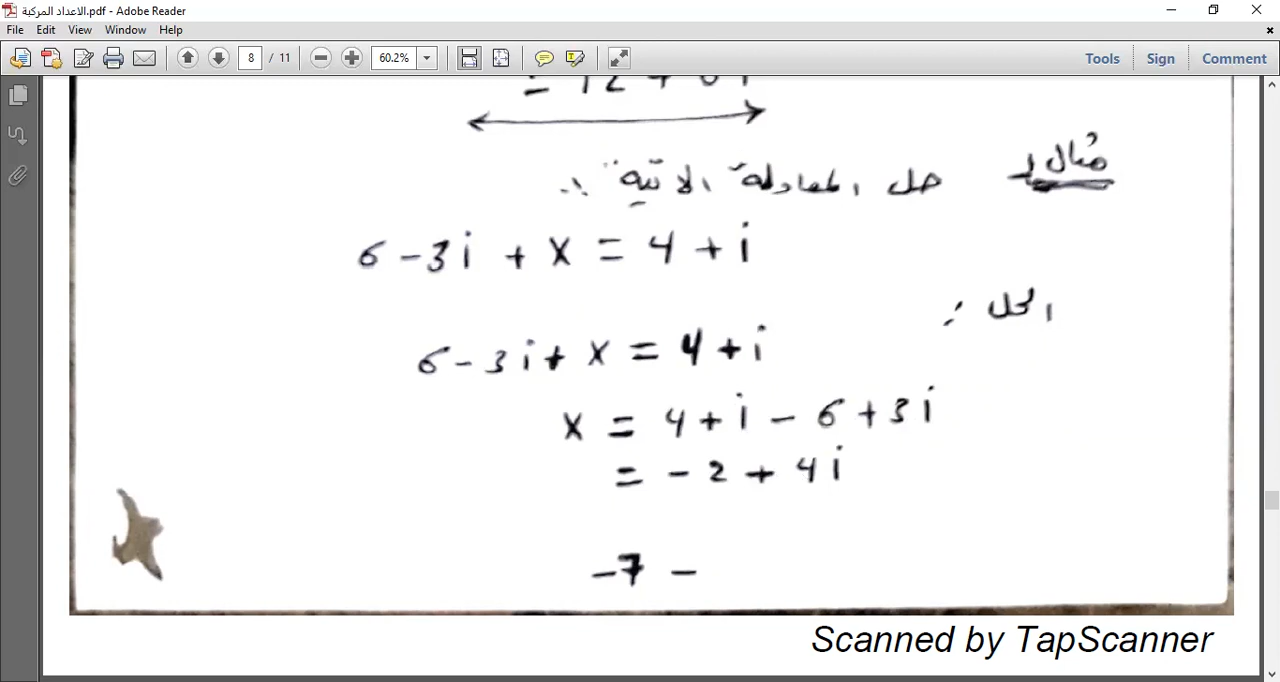 الاعداد المركبة.pdf - Adobe Reader
File Edit View Window Help
8 / 11 60.2% Tools Sign Comment
مثال
حل المعادلة الاتية :.
6 - 3i + x = 4 + i
الحل :
6 - 3i + x = 4 + i
x = 4 + i - 6 + 3i
= - 2 + 4i
- 7 -
Scanned by TapScanner